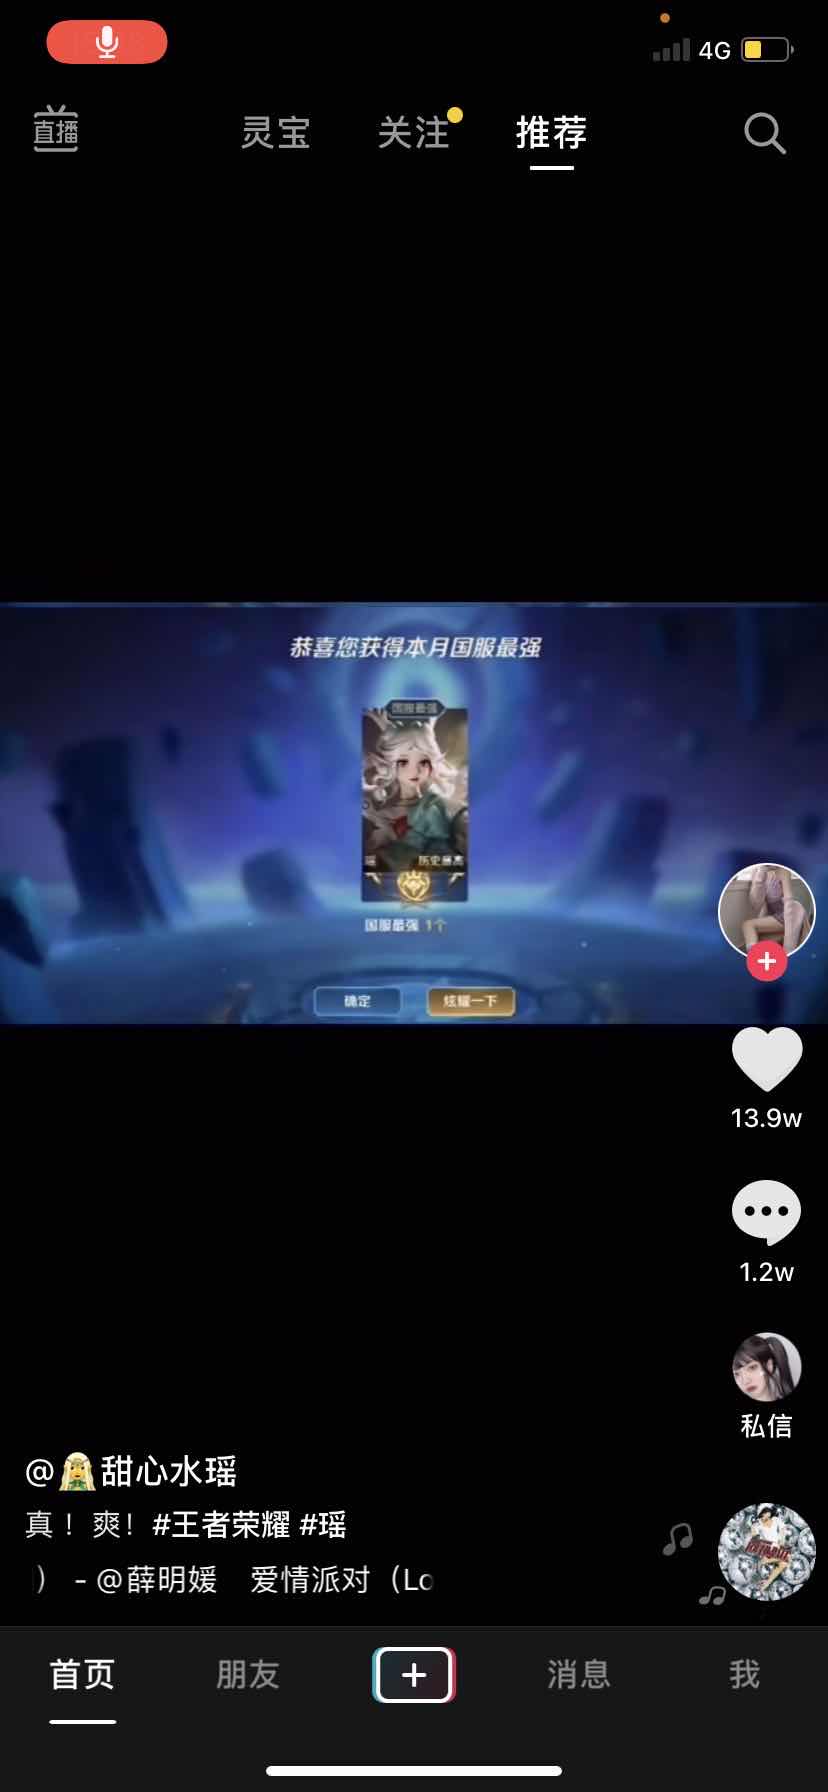 4G
直播
灵宝
关注
推荐
恭喜您获得本月国服最强
国服最强
瑶
历史最高
国服最强 1个
确定
炫耀一下
13.9w
1.2w
私信
@甜心水瑶
真！爽！#王者荣耀 #瑶
） - @薛明媛 爱情派对（Lo
首页
朋友
消息
我